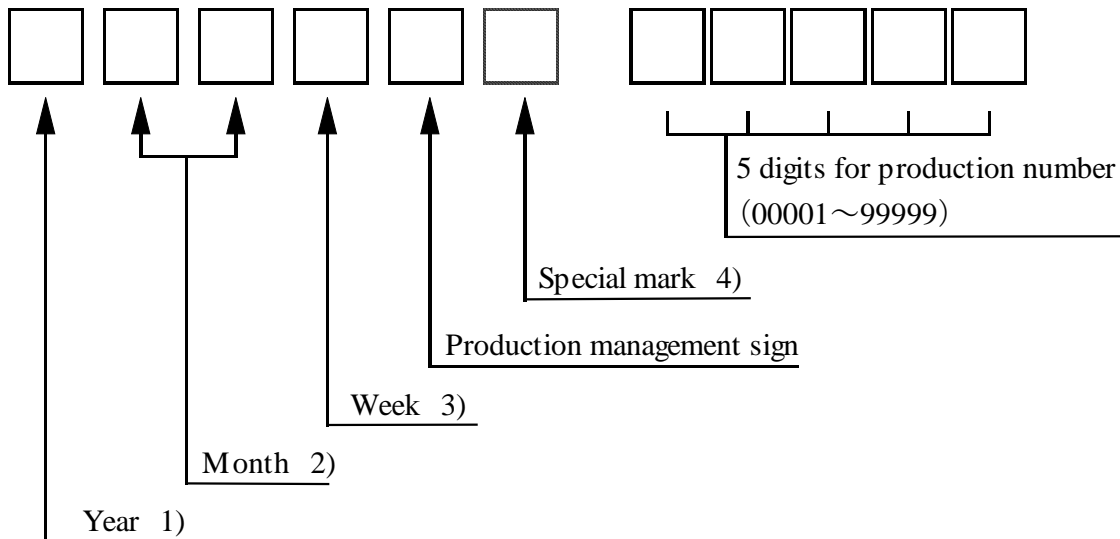 5 digits for production number
（00001～99999）
Special mark 4)
Production management sign
Week 3)
Month 2)
Year 1)